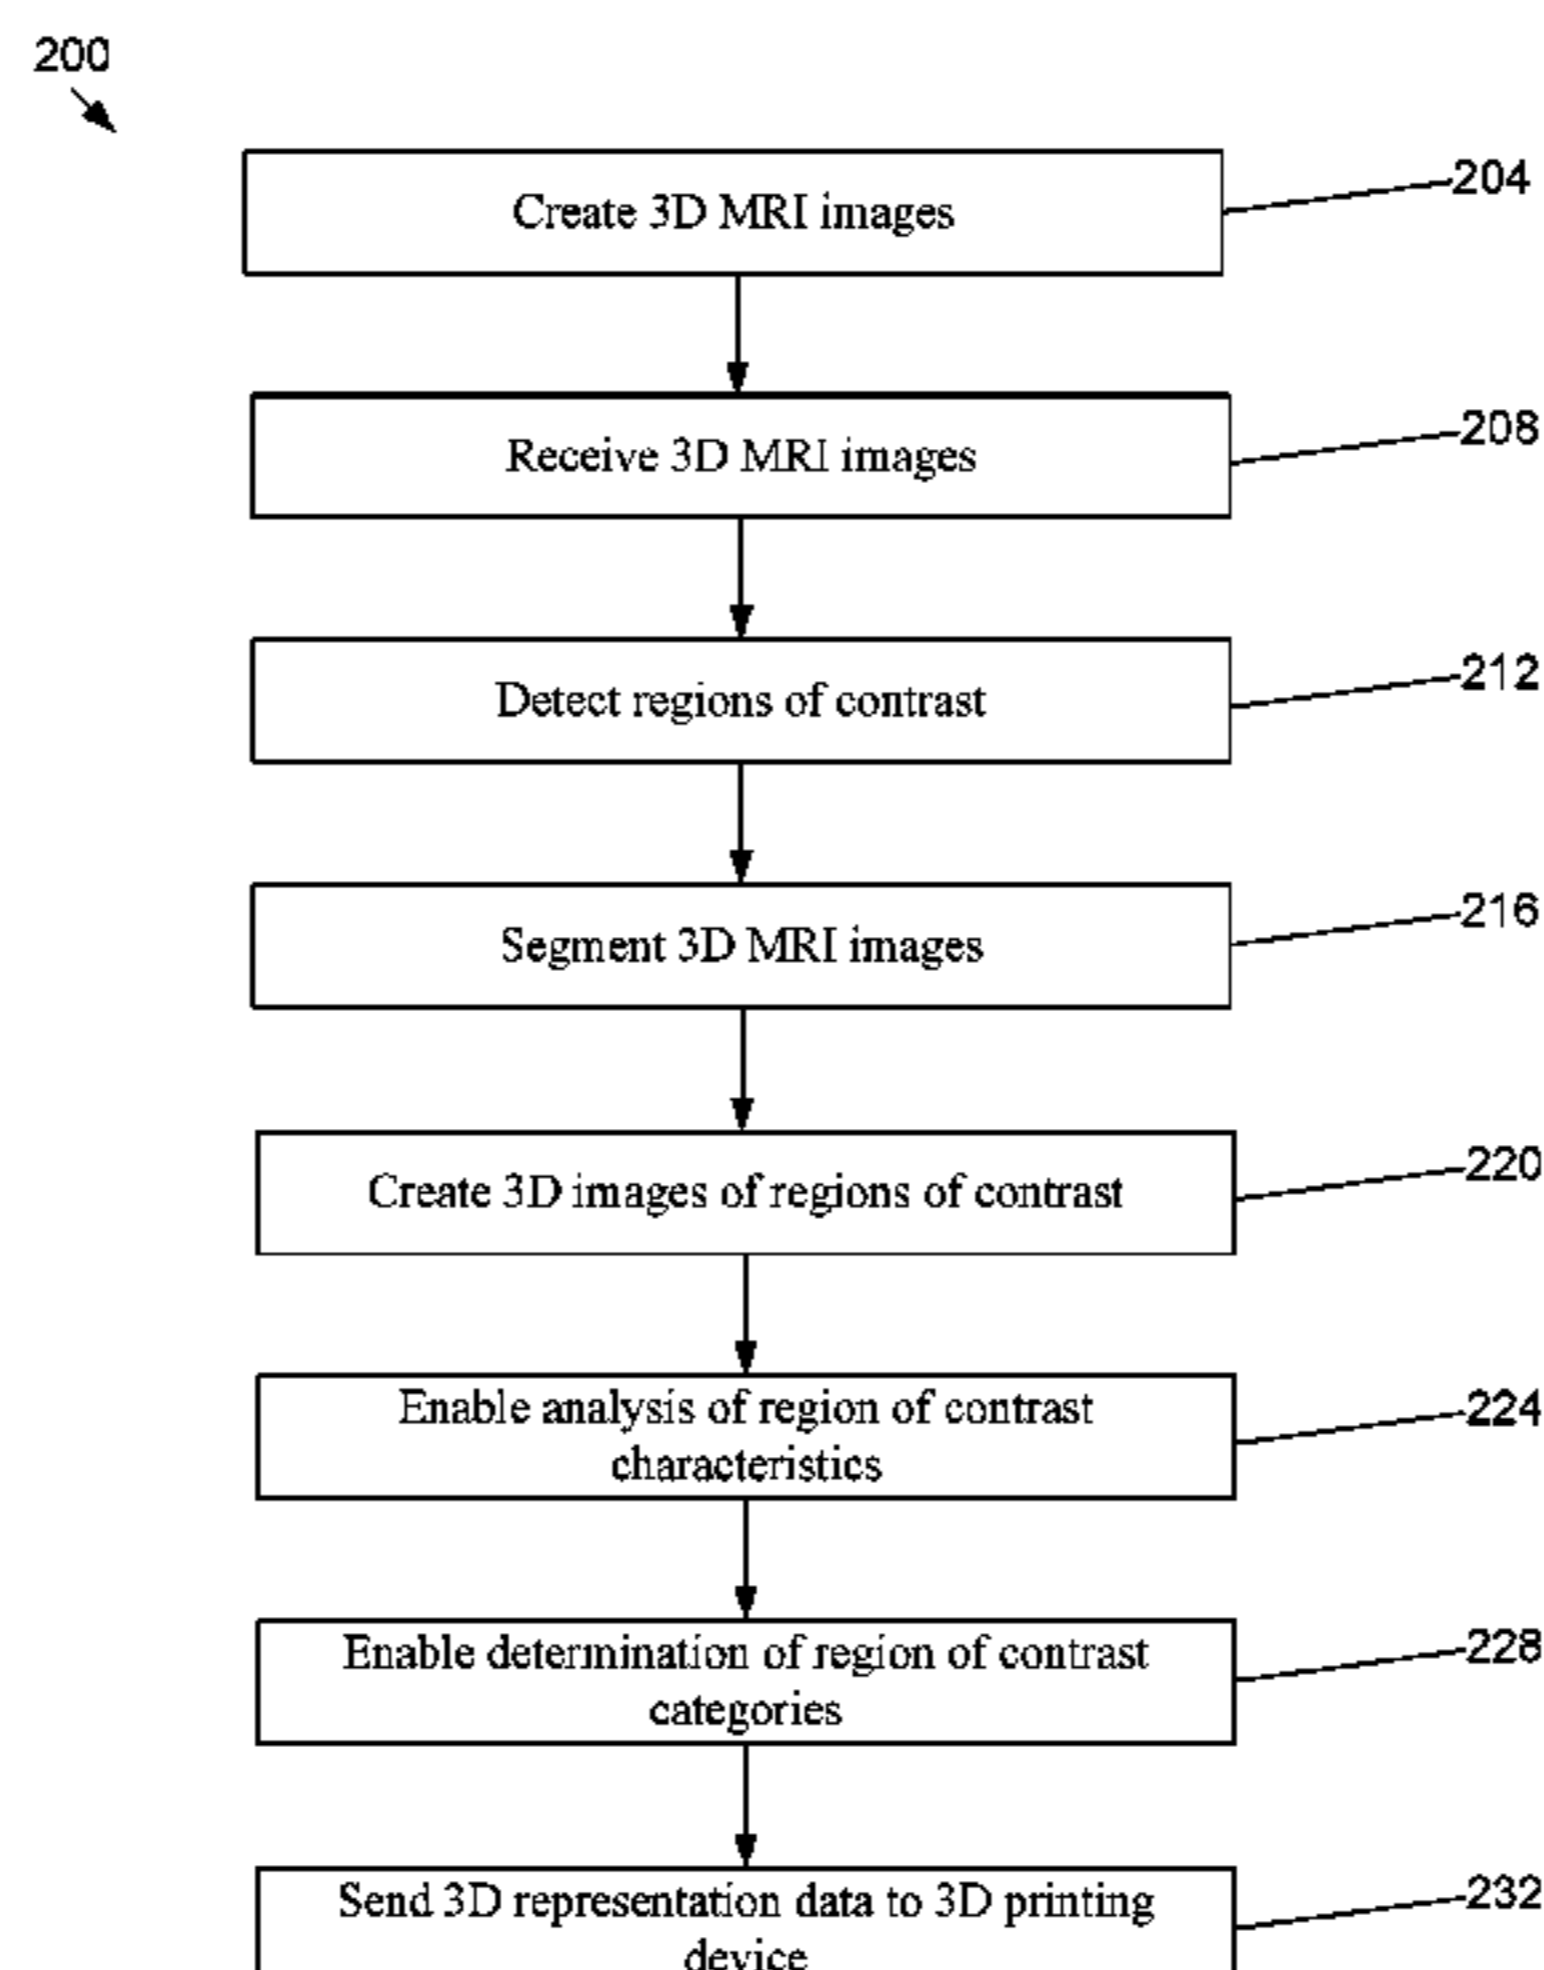 200
Create 3D MRI images
204
Receive 3D MRI images
208
Detect regions of contrast
212
Segment 3D MRI images
216
Create 3D images of regions of contrast
220
Enable analysis of region of contrast
characteristics
224
Enable determination of region of contrast
categories
228
Send 3D representation data to 3D printing
device
232